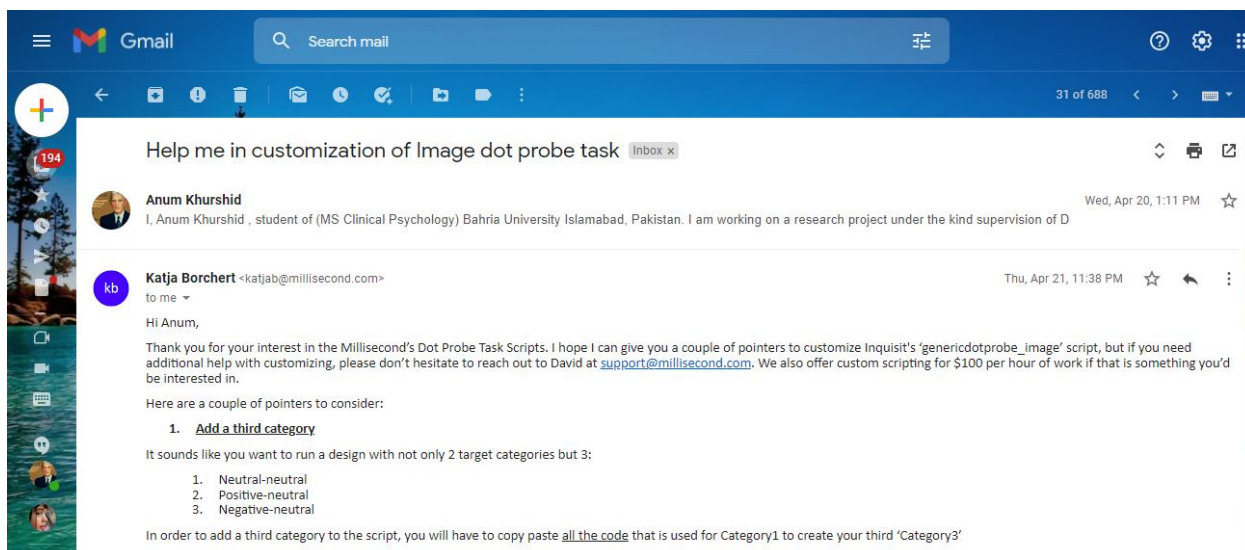 Gmail
Search mail
31 of 688
Help me in customization of Image dot probe task Inbox x
194
Anum Khurshid Wed, Apr 20, 1:11 PM
I, Anum Khurshid , student of (MS Clinical Psychology) Bahria University Islamabad, Pakistan. I am working on a research project under the kind supervision of D
kb
Katja Borchert <katjab@millisecond.com> Thu, Apr 21, 11:38 PM
to me
Hi Anum,
Thank you for your interest in the Millisecond's Dot Probe Task Scripts. I hope I can give you a couple of pointers to customize Inquisit's 'genericdotprobe_image' script, but if you need
additional help with customizing, please don't hesitate to reach out to David at support@millisecond.com. We also offer custom scripting for $100 per hour of work if that is something you'd
be interested in.
Here are a couple of pointers to consider:
1. Add a third category
It sounds like you want to run a design with not only 2 target categories but 3:
1. Neutral-neutral
2. Positive-neutral
3. Negative-neutral
In order to add a third category to the script, you will have to copy paste all the code that is used for Category1 to create your third 'Category3'